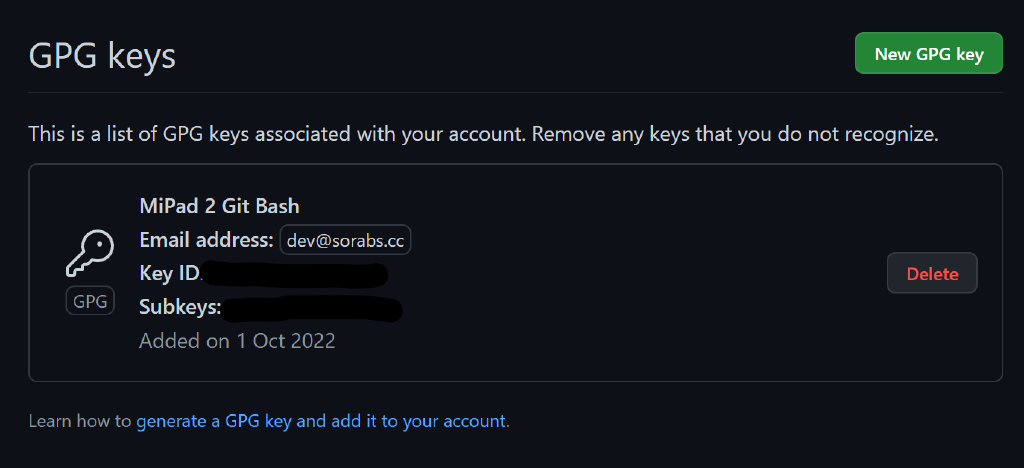 GPG keys
New GPG key
This is a list of GPG keys associated with your account. Remove any keys that you do not recognize.
MiPad 2 Git Bash
Email address: dev@sorabs.cc
Key ID:
Subkeys:
GPG
Added on 1 Oct 2022
Delete
Learn how to generate a GPG key and add it to your account.